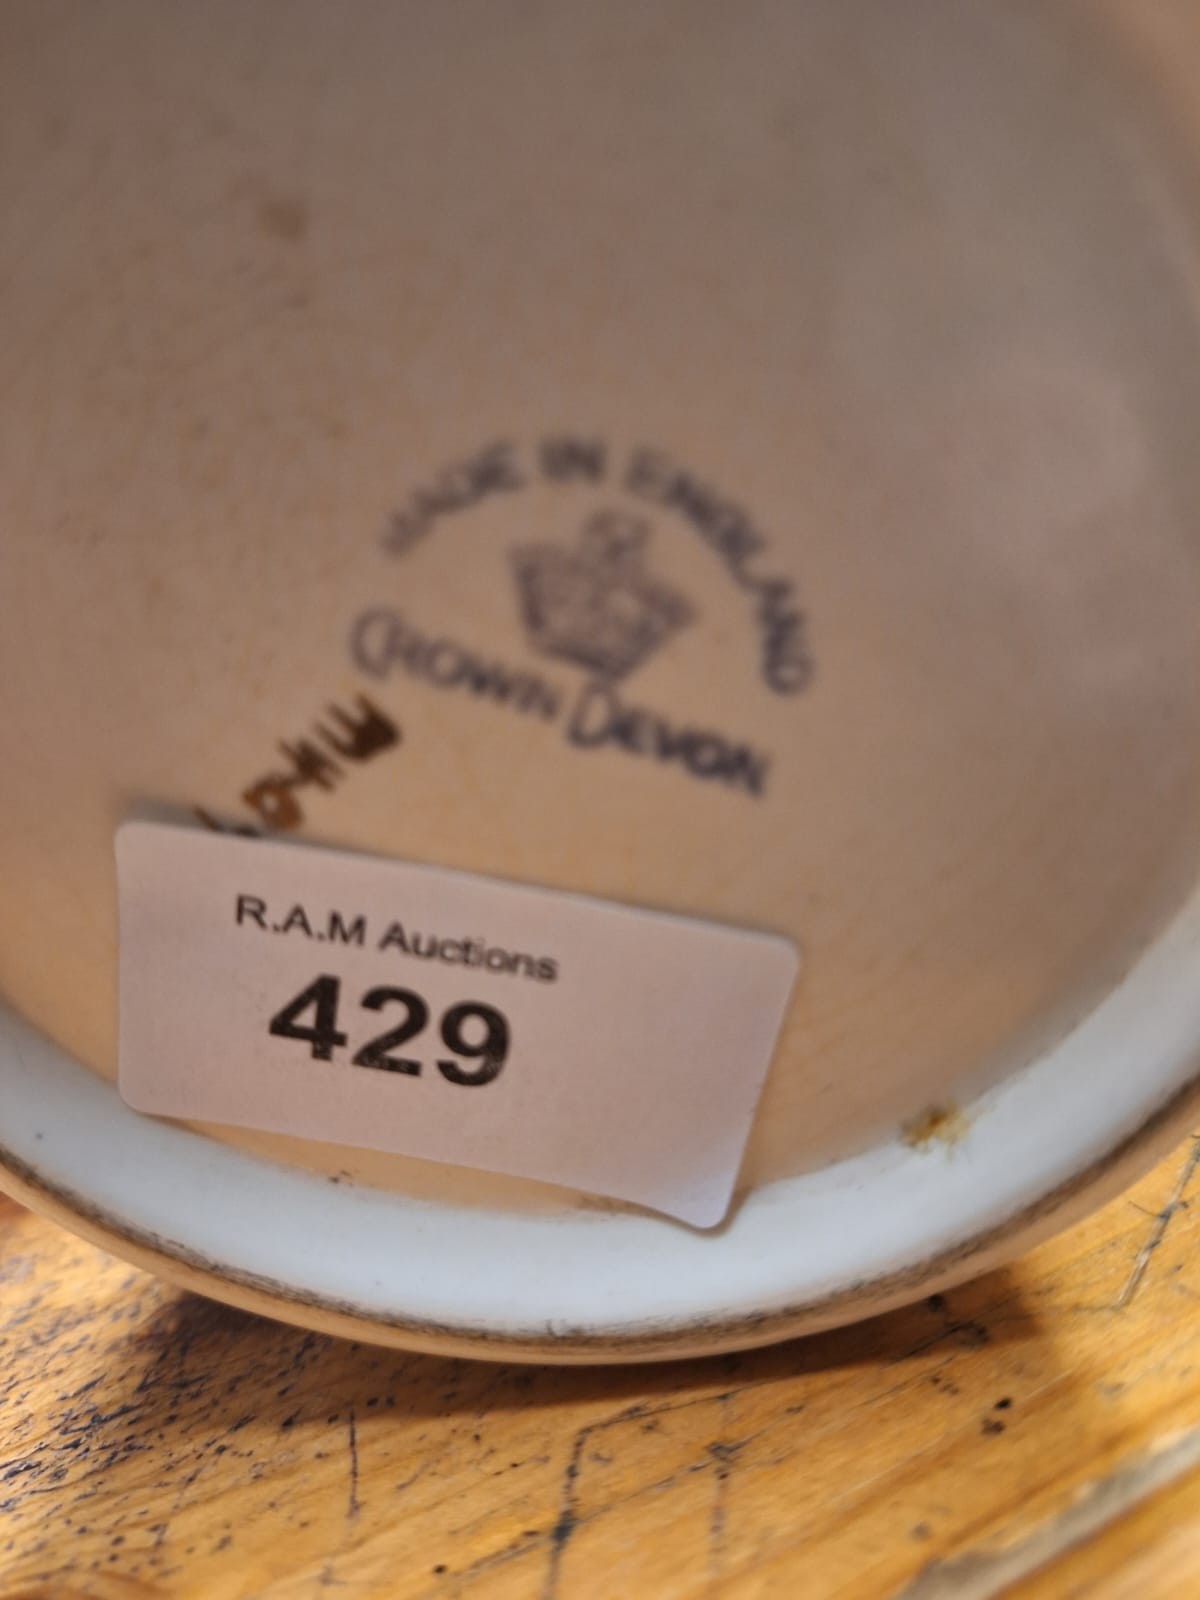 MADE IN ENGLAND
CROWN DEVON
R.A.M Auctions
429